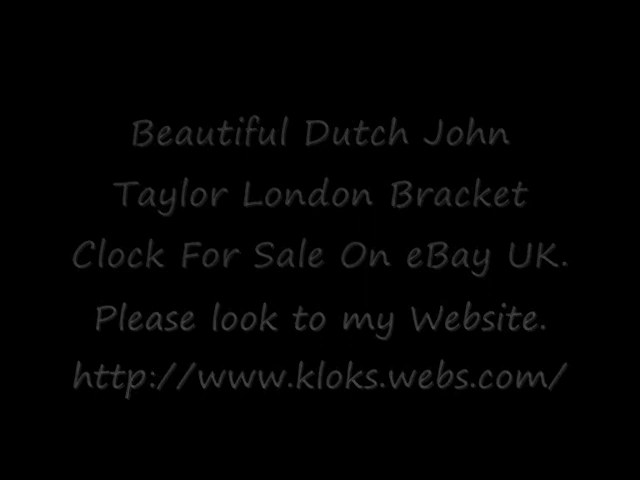 Beautiful Dutch John
Taylor London Bracket
Clock For Sale On eBay UK.
Please look to my Website.
http://www.kloks.webs.com/